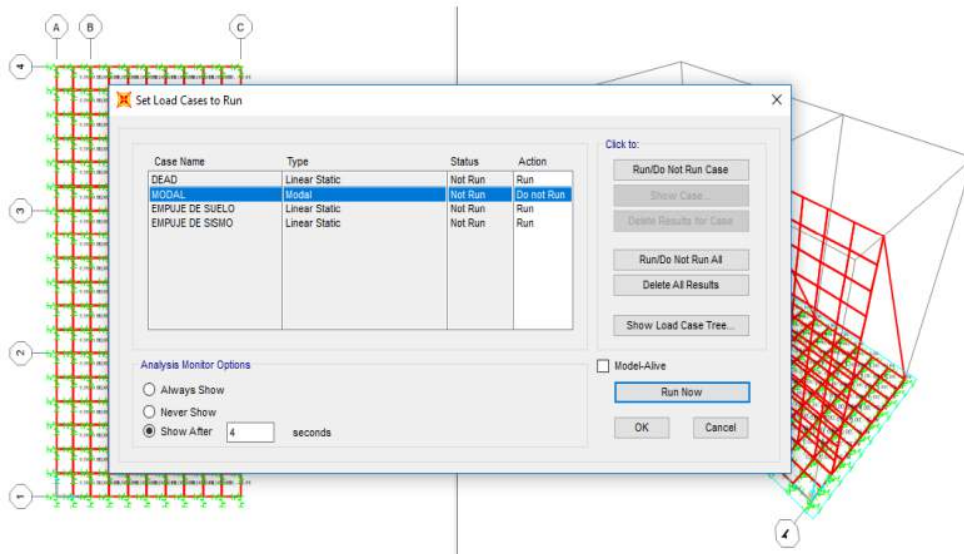 A
B
C
4
3
2
1
Set Load Cases to Run
Case Name Type Status Action
DEAD Linear Static Not Run Run
MODAL Modal Not Run Do not Run
EMPUJE DE SUELO Linear Static Not Run Run
EMPUJE DE SISMO Linear Static Not Run Run
Click to:
Run/Do Not Run Case
Show Case...
Delete Results for Case
Run/Do Not Run All
Delete All Results
Show Load Case Tree...
Analysis Monitor Options
Always Show
Never Show
Show After 4 seconds
Model-Alive
Run Now
OK Cancel